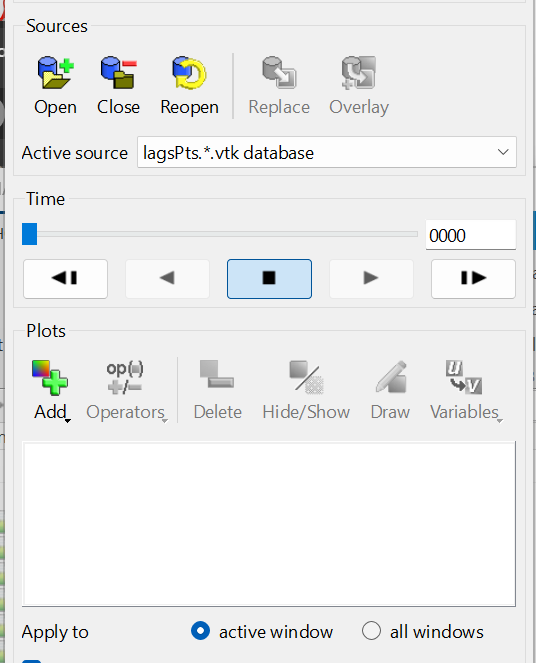 Sources
Open Close Reopen Replace Overlay
Active source lagsPts.*.vtk database
Time
0000
Plots
op(i)
+/-
u
v
Add Operators Delete Hide/Show Draw Variables
Apply to active window all windows